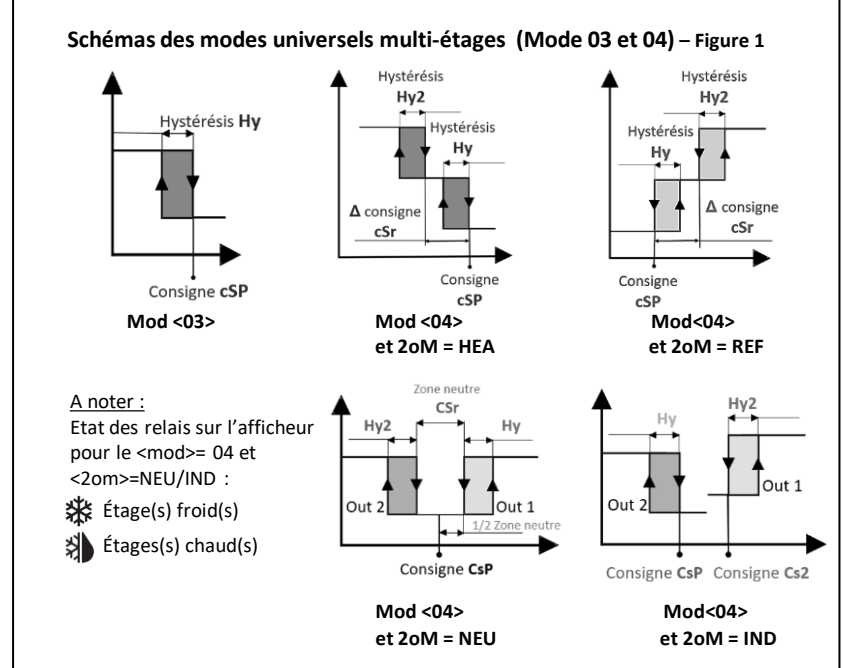 Schémas des modes universels multi-étages (Mode 03 et 04) – Figure 1
Hystérésis Hy
Consigne cSP
Mod <03>
Hystérésis
Hy2
Hystérésis
Hy
Δ consigne
cSr
Consigne
cSP
Mod <04>
et 2oM = HEA
Hystérésis
Hy2
Hystérésis
Hy
Δ consigne
cSr
Consigne
cSP
Mod<04>
et 2oM = REF
A noter :
Etat des relais sur l’afficheur
pour le <mod>= 04 et
<2om>=NEU/IND :
Étage(s) froid(s)
Étages(s) chaud(s)
Zone neutre
CSr
Hy2
Hy
Out 2
Out 1
1/2 Zone neutre
Consigne CsP
Mod <04>
et 2oM = NEU
Hy
Hy2
Out 2
Out 1
Consigne CsP
Consigne Cs2
Mod<04>
et 2oM = IND